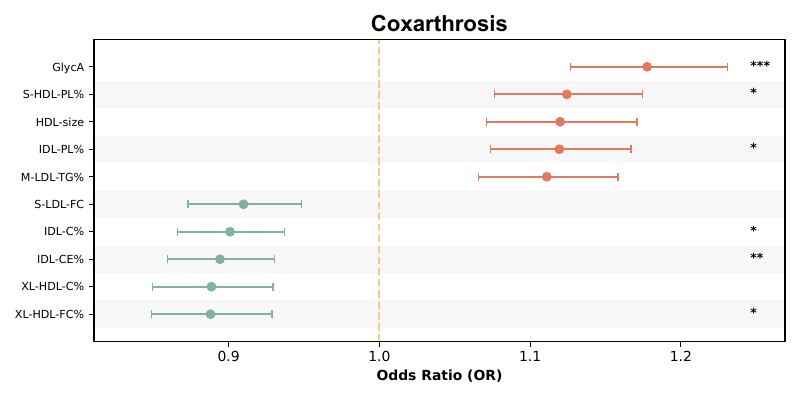 Coxarthrosis
GlycA ***
S-HDL-PL% *
HDL-size
IDL-PL% *
M-LDL-TG%
S-LDL-FC
IDL-C% *
IDL-CE% **
XL-HDL-C%
XL-HDL-FC% *
0.9 1.0 1.1 1.2
Odds Ratio (OR)